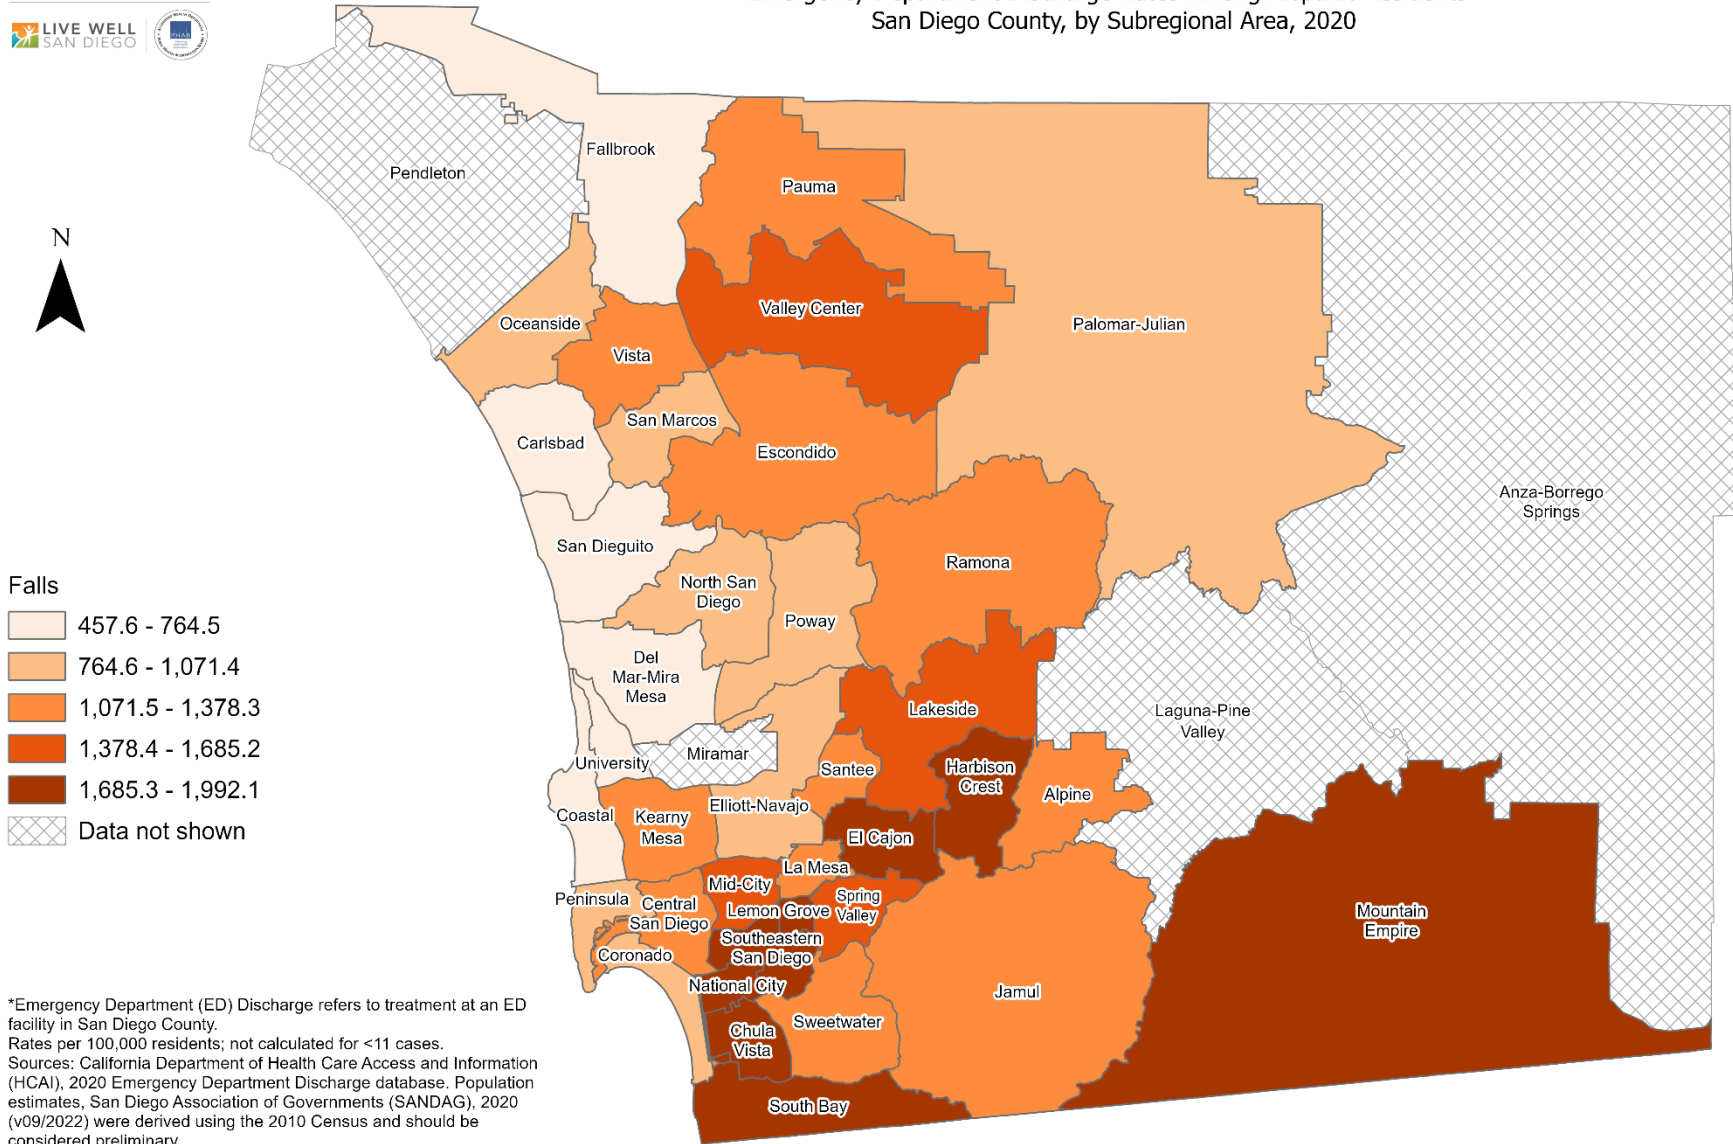 LIVE WELL
SAN DIEGO
PHAB
San Diego County, by Subregional Area, 2020
N
Fallbrook
Pendleton
Pauma
Valley Center
Oceanside
Palomar-Julian
Vista
San Marcos
Carlsbad
Escondido
Anza-Borrego
Springs
San Dieguito
Ramona
North San
Diego
Poway
Del
Mar-Mira
Mesa
Lakeside
Laguna-Pine
Valley
Miramar
University
Santee
Harbison
Crest
Alpine
Elliott-Navajo
Coastal
Kearny
Mesa
El Cajon
La Mesa
Mid-City
Peninsula
Central
San Diego
Spring
Valley
Lemon Grove
Mountain
Empire
Southeastern
San Diego
Coronado
National City
Jamul
Sweetwater
Chula
Vista
South Bay
Falls
457.6 - 764.5
764.6 - 1,071.4
1,071.5 - 1,378.3
1,378.4 - 1,685.2
1,685.3 - 1,992.1
Data not shown
*Emergency Department (ED) Discharge refers to treatment at an ED
facility in San Diego County.
Rates per 100,000 residents; not calculated for <11 cases.
Sources: California Department of Health Care Access and Information
(HCAI), 2020 Emergency Department Discharge database. Population
estimates, San Diego Association of Governments (SANDAG), 2020
(v09/2022) were derived using the 2010 Census and should be
considered preliminary.